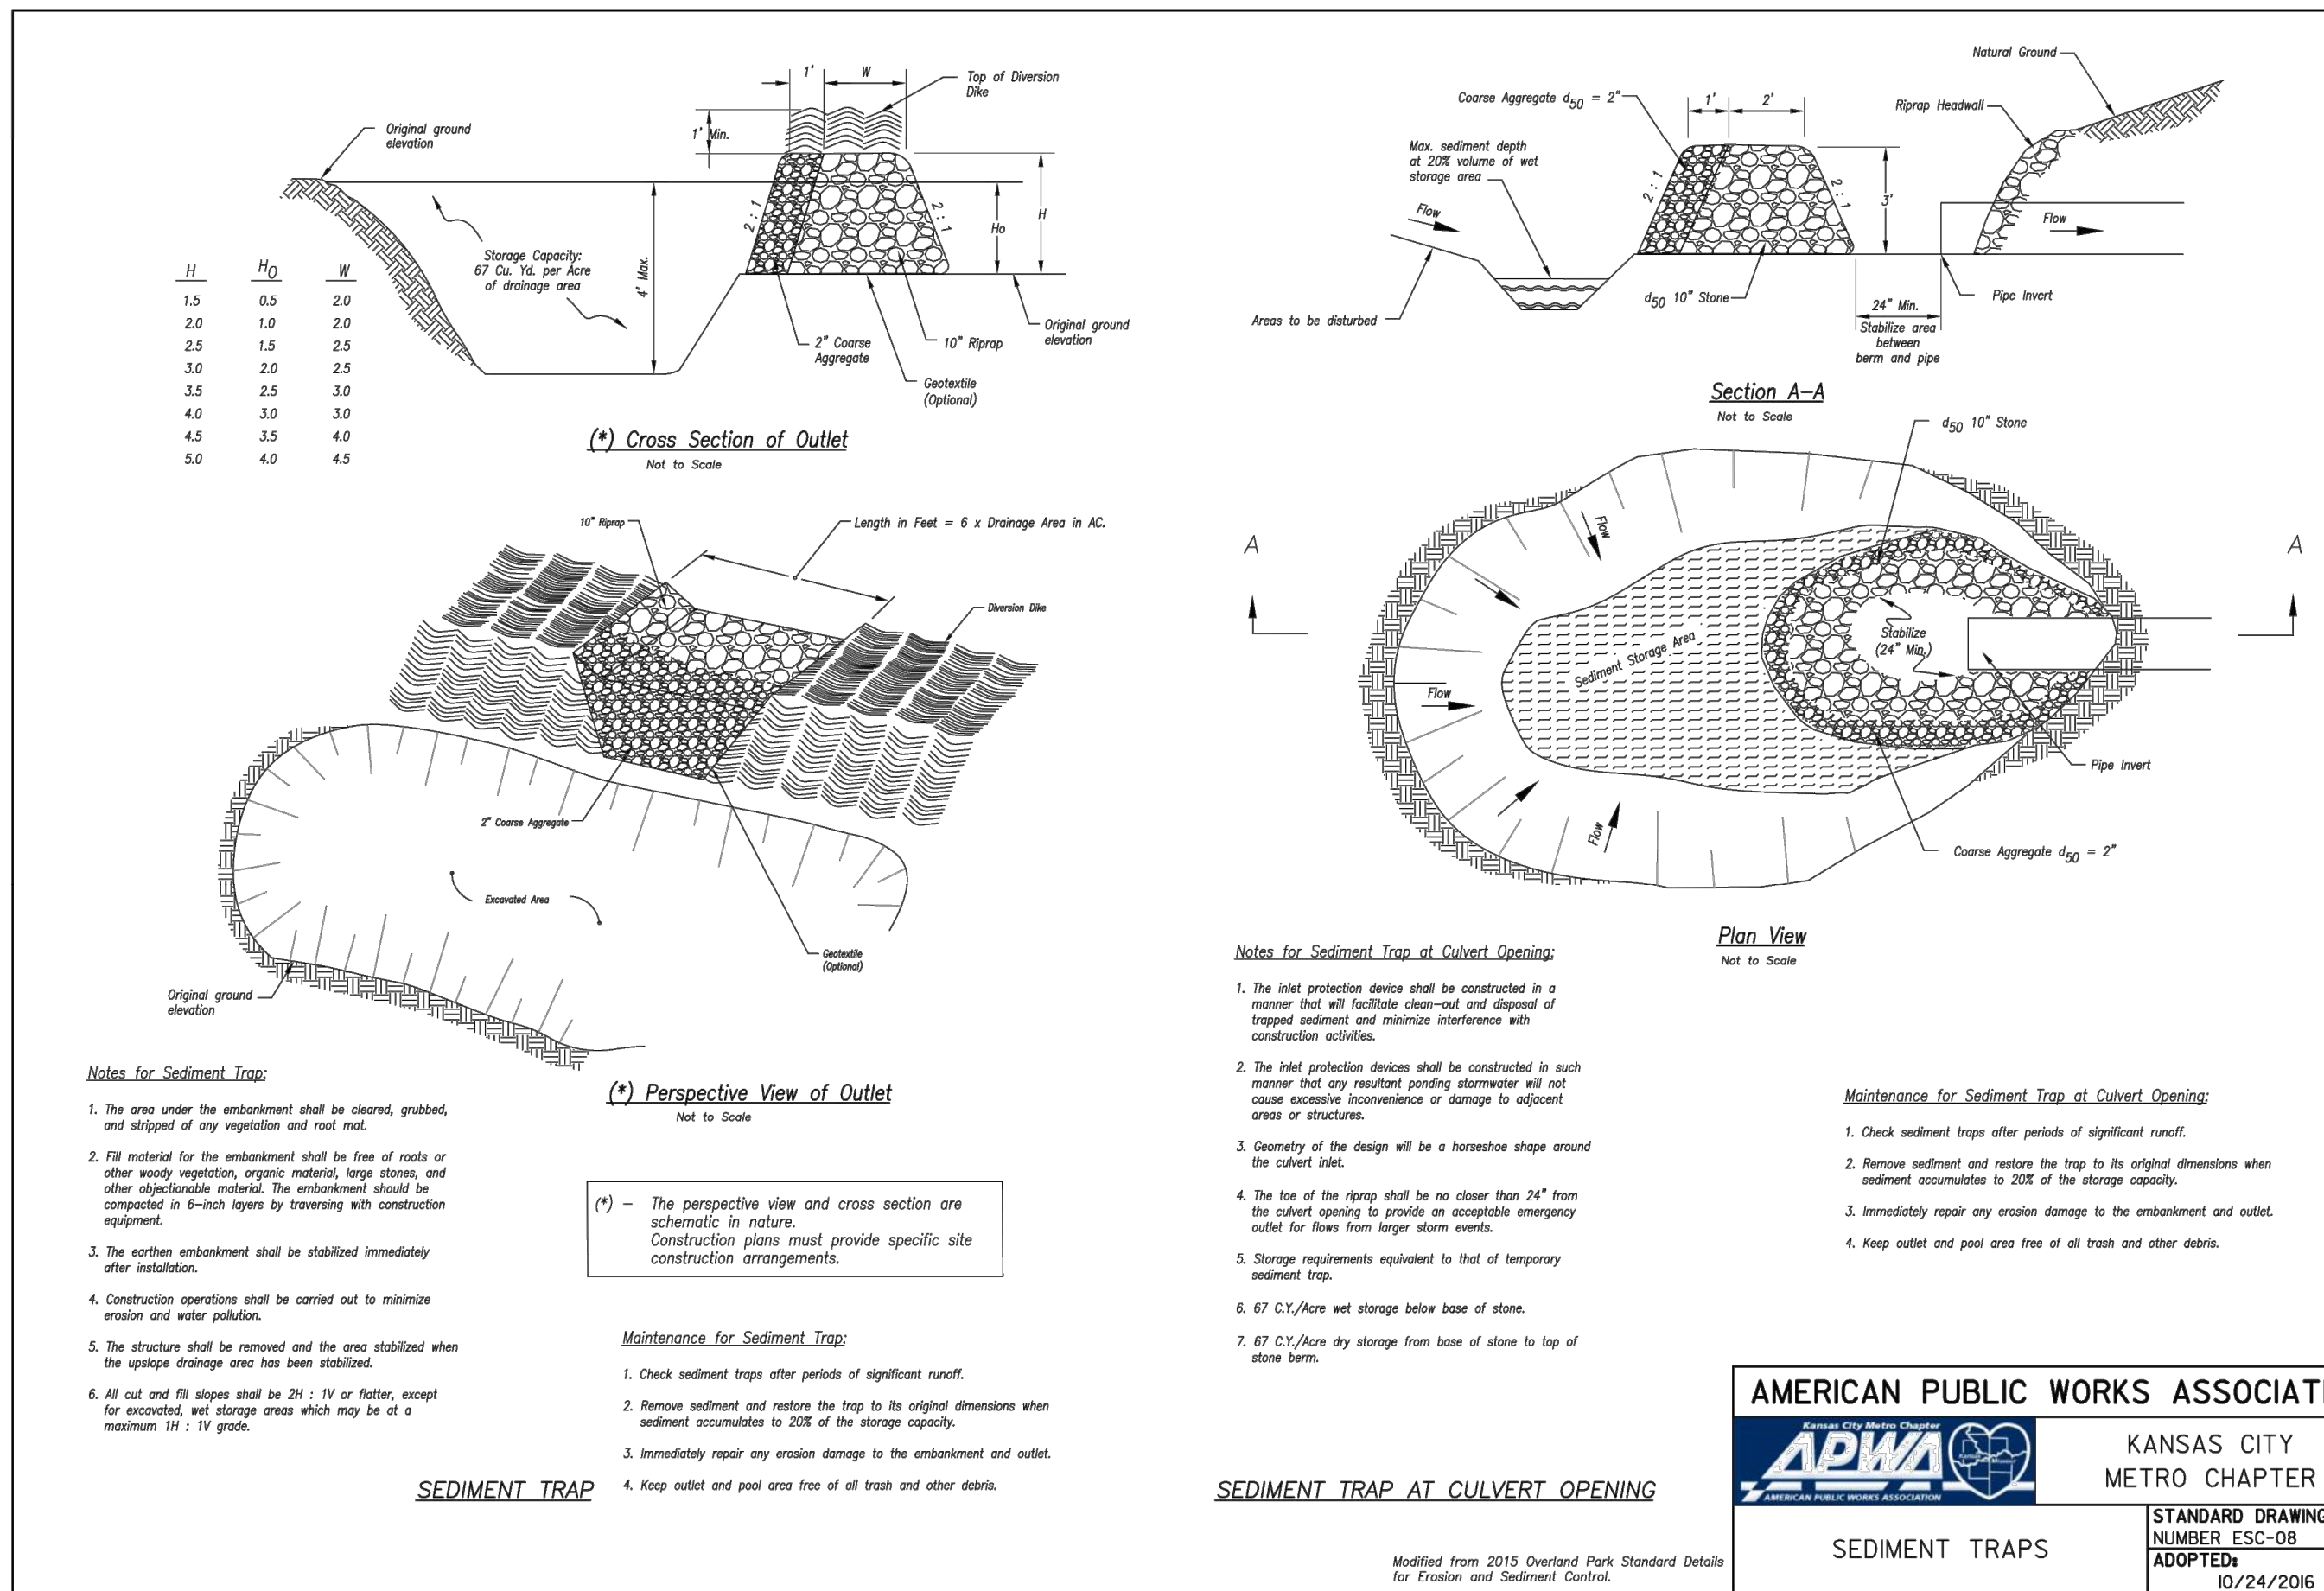 1'
W
Top of Diversion
Dike
1' Min.
Original ground
elevation
2 : 1
2 : 1
H
Ho
4' Max.
Storage Capacity:
67 Cu. Yd. per Acre
of drainage area
2" Coarse
Aggregate
10" Riprap
Original ground
elevation
Geotextile
(Optional)
H HO W
1.5 0.5 2.0
2.0 1.0 2.0
2.5 1.5 2.5
3.0 2.0 2.5
3.5 2.5 3.0
4.0 3.0 3.0
4.5 3.5 4.0
5.0 4.0 4.5
(*) Cross Section of Outlet
Not to Scale
10" Riprap
Length in Feet = 6 x Drainage Area in AC.
Diversion Dike
2" Coarse Aggregate
Excavated Area
Geotextile
(Optional)
Original ground
elevation
(*) Perspective View of Outlet
Not to Scale
Notes for Sediment Trap:
1. The area under the embankment shall be cleared, grubbed,
and stripped of any vegetation and root mat.
2. Fill material for the embankment shall be free of roots or
other woody vegetation, organic material, large stones, and
other objectionable material. The embankment should be
compacted in 6-inch layers by traversing with construction
equipment.
3. The earthen embankment shall be stabilized immediately
after installation.
4. Construction operations shall be carried out to minimize
erosion and water pollution.
5. The structure shall be removed and the area stabilized when
the upslope drainage area has been stabilized.
6. All cut and fill slopes shall be 2H : 1V or flatter, except
for excavated, wet storage areas which may be at a
maximum 1H : 1V grade.
(*) - The perspective view and cross section are
schematic in nature.
Construction plans must provide specific site
construction arrangements.
Maintenance for Sediment Trap:
1. Check sediment traps after periods of significant runoff.
2. Remove sediment and restore the trap to its original dimensions when
sediment accumulates to 20% of the storage capacity.
3. Immediately repair any erosion damage to the embankment and outlet.
4. Keep outlet and pool area free of all trash and other debris.
SEDIMENT TRAP
Natural Ground
Coarse Aggregate d50 = 2"
1'
2'
Riprap Headwall
Max. sediment depth
at 20% volume of wet
storage area
Flow
2 : 1
2 : 1
3'
Flow
Areas to be disturbed
d50 10" Stone
24" Min.
Stabilize area
between
berm and pipe
Pipe Invert
Section A-A
Not to Scale
d50 10" Stone
A
A
Flow
Flow
Flow
Sediment Storage Area
Stabilize
(24" Min.)
Pipe Invert
Coarse Aggregate d50 = 2"
Plan View
Not to Scale
Notes for Sediment Trap at Culvert Opening:
1. The inlet protection device shall be constructed in a
manner that will facilitate clean-out and disposal of
trapped sediment and minimize interference with
construction activities.
2. The inlet protection devices shall be constructed in such
manner that any resultant ponding stormwater will not
cause excessive inconvenience or damage to adjacent
areas or structures.
3. Geometry of the design will be a horseshoe shape around
the culvert inlet.
4. The toe of the riprap shall be no closer than 24" from
the culvert opening to provide an acceptable emergency
outlet for flows from larger storm events.
5. Storage requirements equivalent to that of temporary
sediment trap.
6. 67 C.Y./Acre wet storage below base of stone.
7. 67 C.Y./Acre dry storage from base of stone to top of
stone berm.
Maintenance for Sediment Trap at Culvert Opening:
1. Check sediment traps after periods of significant runoff.
2. Remove sediment and restore the trap to its original dimensions when
sediment accumulates to 20% of the storage capacity.
3. Immediately repair any erosion damage to the embankment and outlet.
4. Keep outlet and pool area free of all trash and other debris.
SEDIMENT TRAP AT CULVERT OPENING
Modified from 2015 Overland Park Standard Details
for Erosion and Sediment Control.
AMERICAN PUBLIC WORKS ASSOCIATI
Kansas City Metro Chapter
APWA
AMERICAN PUBLIC WORKS ASSOCIATION
KANSAS CITY
METRO CHAPTER
SEDIMENT TRAPS
STANDARD DRAWING
NUMBER ESC-08
ADOPTED:
10/24/2016